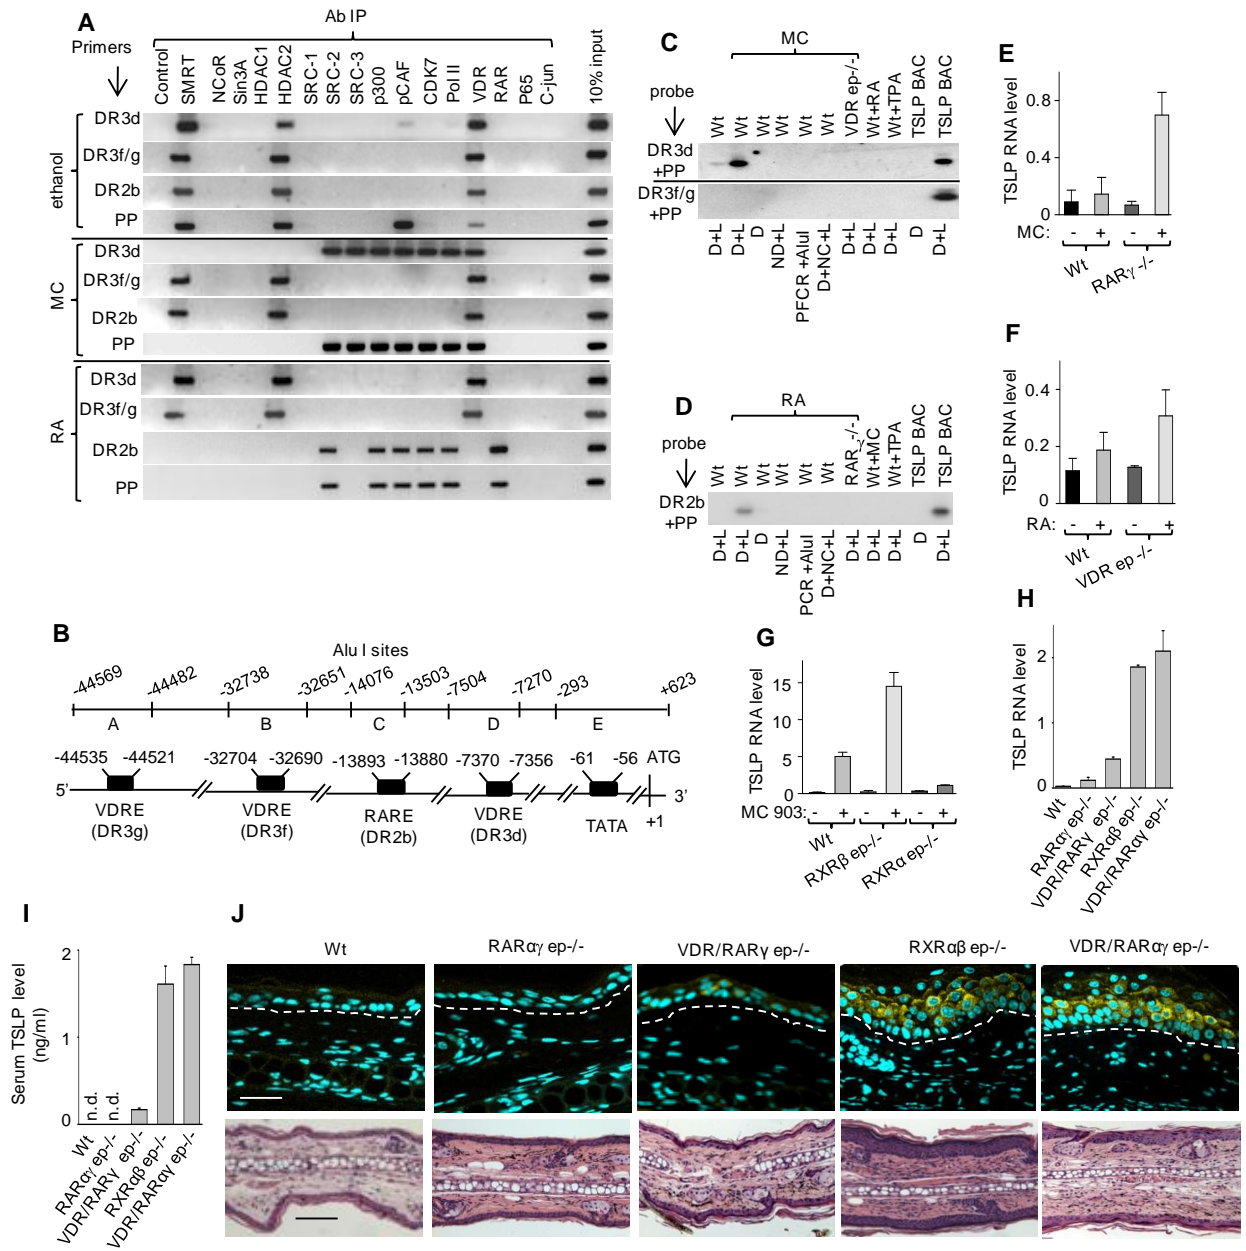 A
Ab IP
Primers
Control
SMRT
NCoR
Sin3A
HDAC1
HDAC2
SRC-1
SRC-2
SRC-3
p300
pCAF
CDK7
Pol II
VDR
RAR
P65
C-jun
10% input
ethanol
DR3d
DR3f/g
DR2b
PP
MC
DR3d
DR3f/g
DR2b
PP
RA
DR3d
DR3f/g
DR2b
PP
B
Alu I sites
-44569 -44482 -32738 -32651 -14076 -13503 -7504 -7270 -293 +623
A B C D E
-44535 -44521 -32704 -32690 -13893 -13880 -7370 -7356 -61 -56 ATG
5' 3'
VDRE VDRE RARE VDRE TATA +1
(DR3g) (DR3f) (DR2b) (DR3d)
C
MC
probe
Wt Wt Wt Wt Wt Wt VDR ep-/- Wt+RA Wt+TPA TSLP BAC TSLP BAC
DR3d
+PP
DR3f/g
+PP
D+L D+L D ND+L PFCR +AluI D+NC+L D+L D+L D+L D D+L
D
RA
probe
Wt Wt Wt Wt Wt Wt RARγ-/- Wt+MC Wt+TPA TSLP BAC TSLP BAC
DR2b
+PP
D+L D+L D ND+L PCR +AluI D+NC+L D+L D+L D+L D D+L
E
TSLP RNA level
0.8
0.4
0
MC: - + - +
Wt RARγ -/-
F
TSLP RNA level
0.4
0.2
0
RA: - + - +
Wt VDR ep -/-
G
TSLP RNA level
15
10
5
0
MC 903: - + - + - +
Wt RXRβ ep-/- RXRα ep-/-
H
TSLP RNA level
2
1
0
Wt
RARαγ ep-/-
VDR/RARγ ep-/-
RXRαβ ep-/-
VDR/RARαγ ep-/-
I
Serum TSLP level
(ng/ml)
2
1
0
n.d. n.d.
Wt
RARαγ ep-/-
VDR/RARγ ep-/-
RXRαβ ep-/-
VDR/RARαγ ep-/-
J
Wt RARαγ ep-/- VDR/RARγ ep-/- RXRαβ ep-/- VDR/RARαγ ep-/-